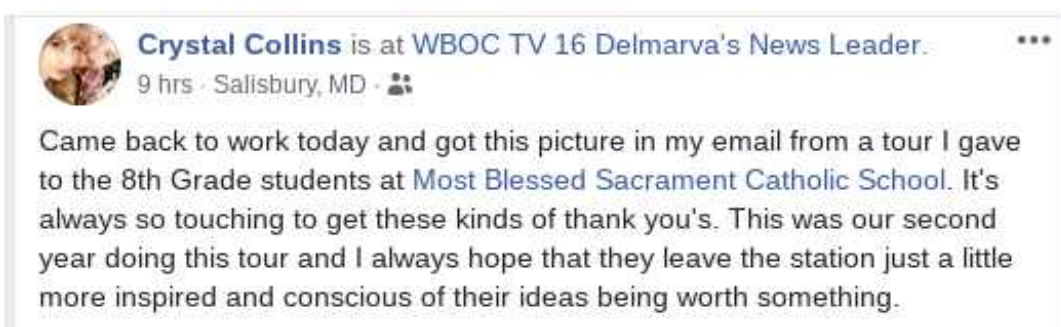 Crystal Collins is at WBOC TV 16 Delmarva's News Leader.
9 hrs · Salisbury, MD ·
Came back to work today and got this picture in my email from a tour I gave
to the 8th Grade students at Most Blessed Sacrament Catholic School. It's
always so touching to get these kinds of thank you's. This was our second
year doing this tour and I always hope that they leave the station just a little
more inspired and conscious of their ideas being worth something.